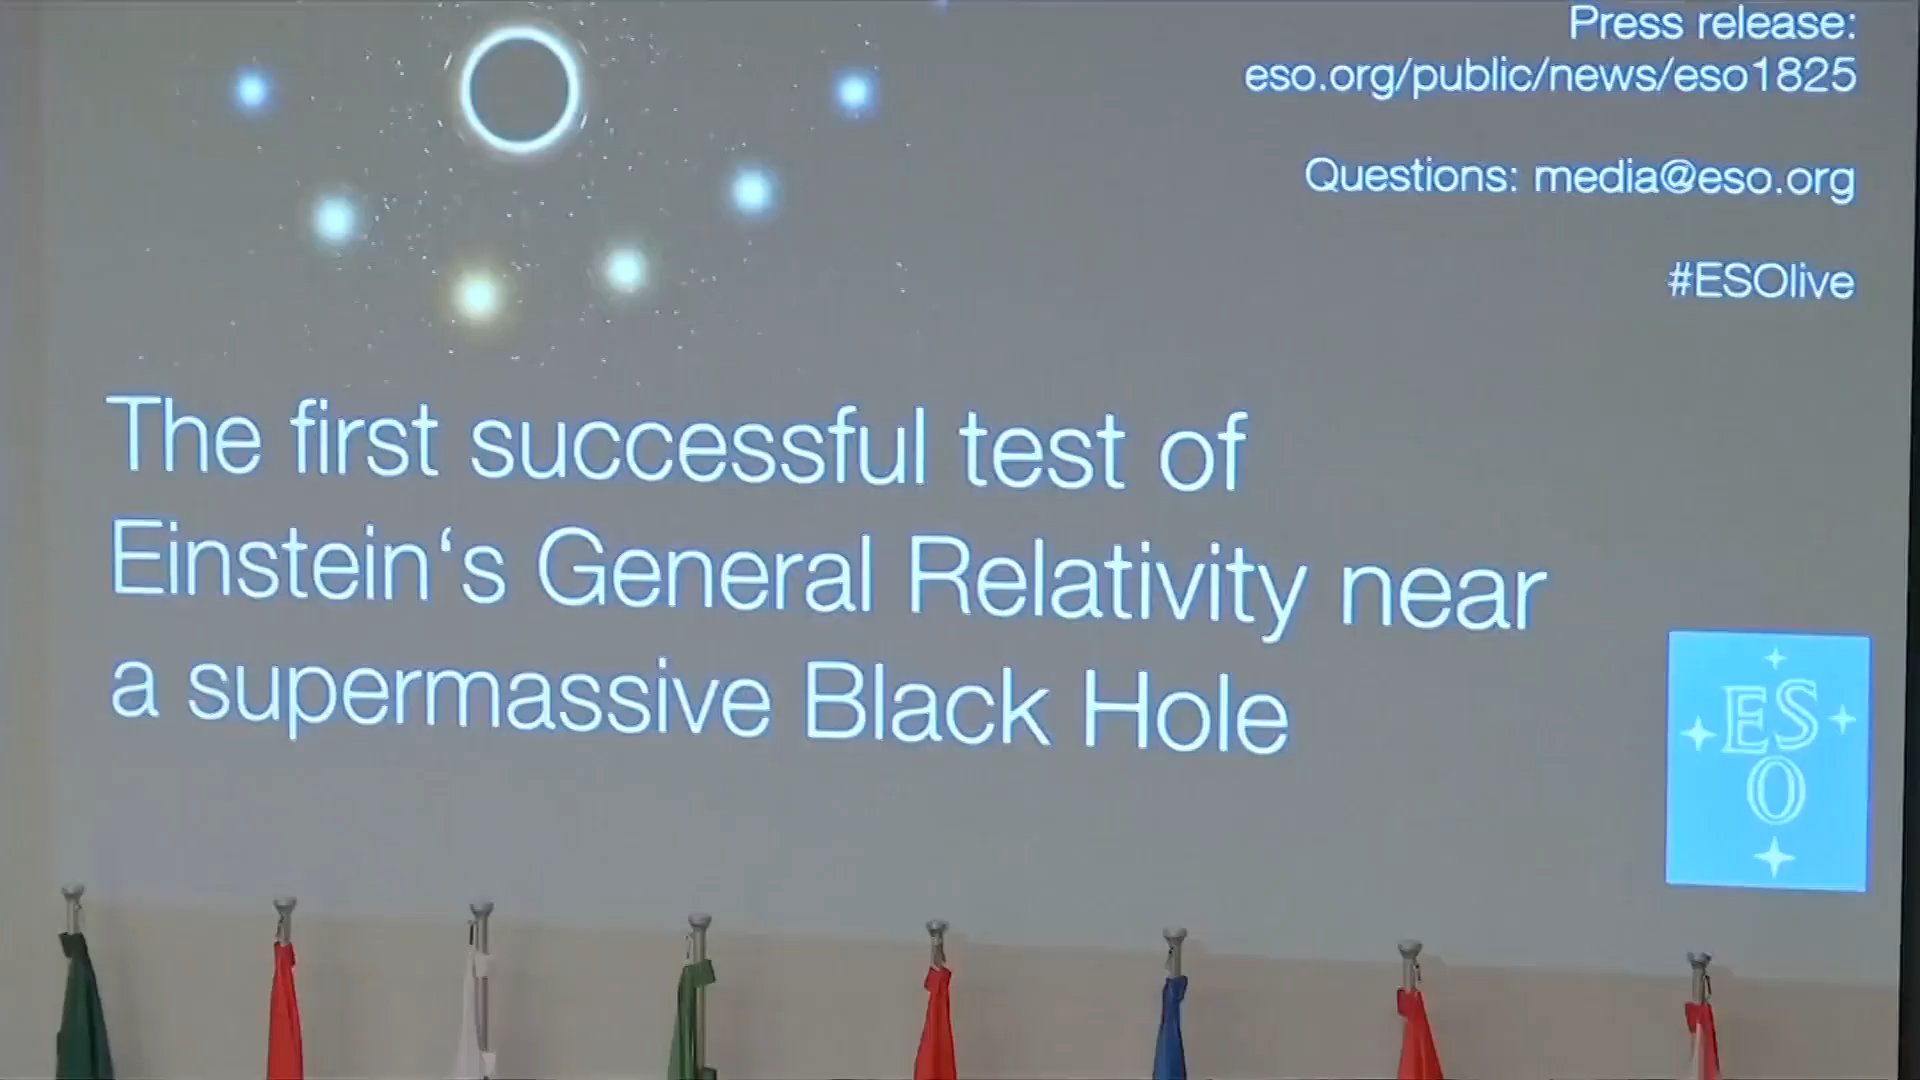 Press release:
eso.org/public/news/eso1825
Questions: media@eso.org
#ESOlive
The first successful test of
Einstein‘s General Relativity near
a supermassive Black Hole
ES
O